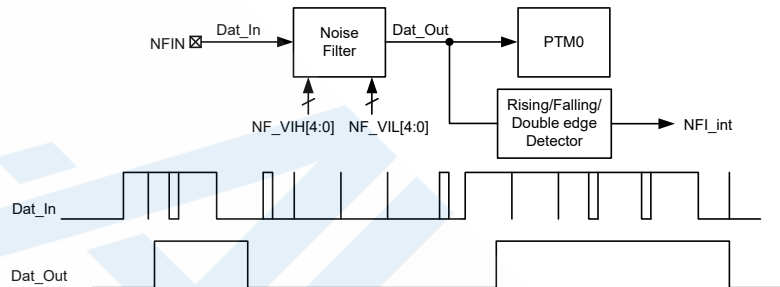 NFIN
Dat_In
Noise
Filter
Dat_Out
PTM0
NF_VIH[4:0]
NF_VIL[4:0]
Rising/Falling/
Double edge
Detector
NFI_int
Dat_In
Dat_Out